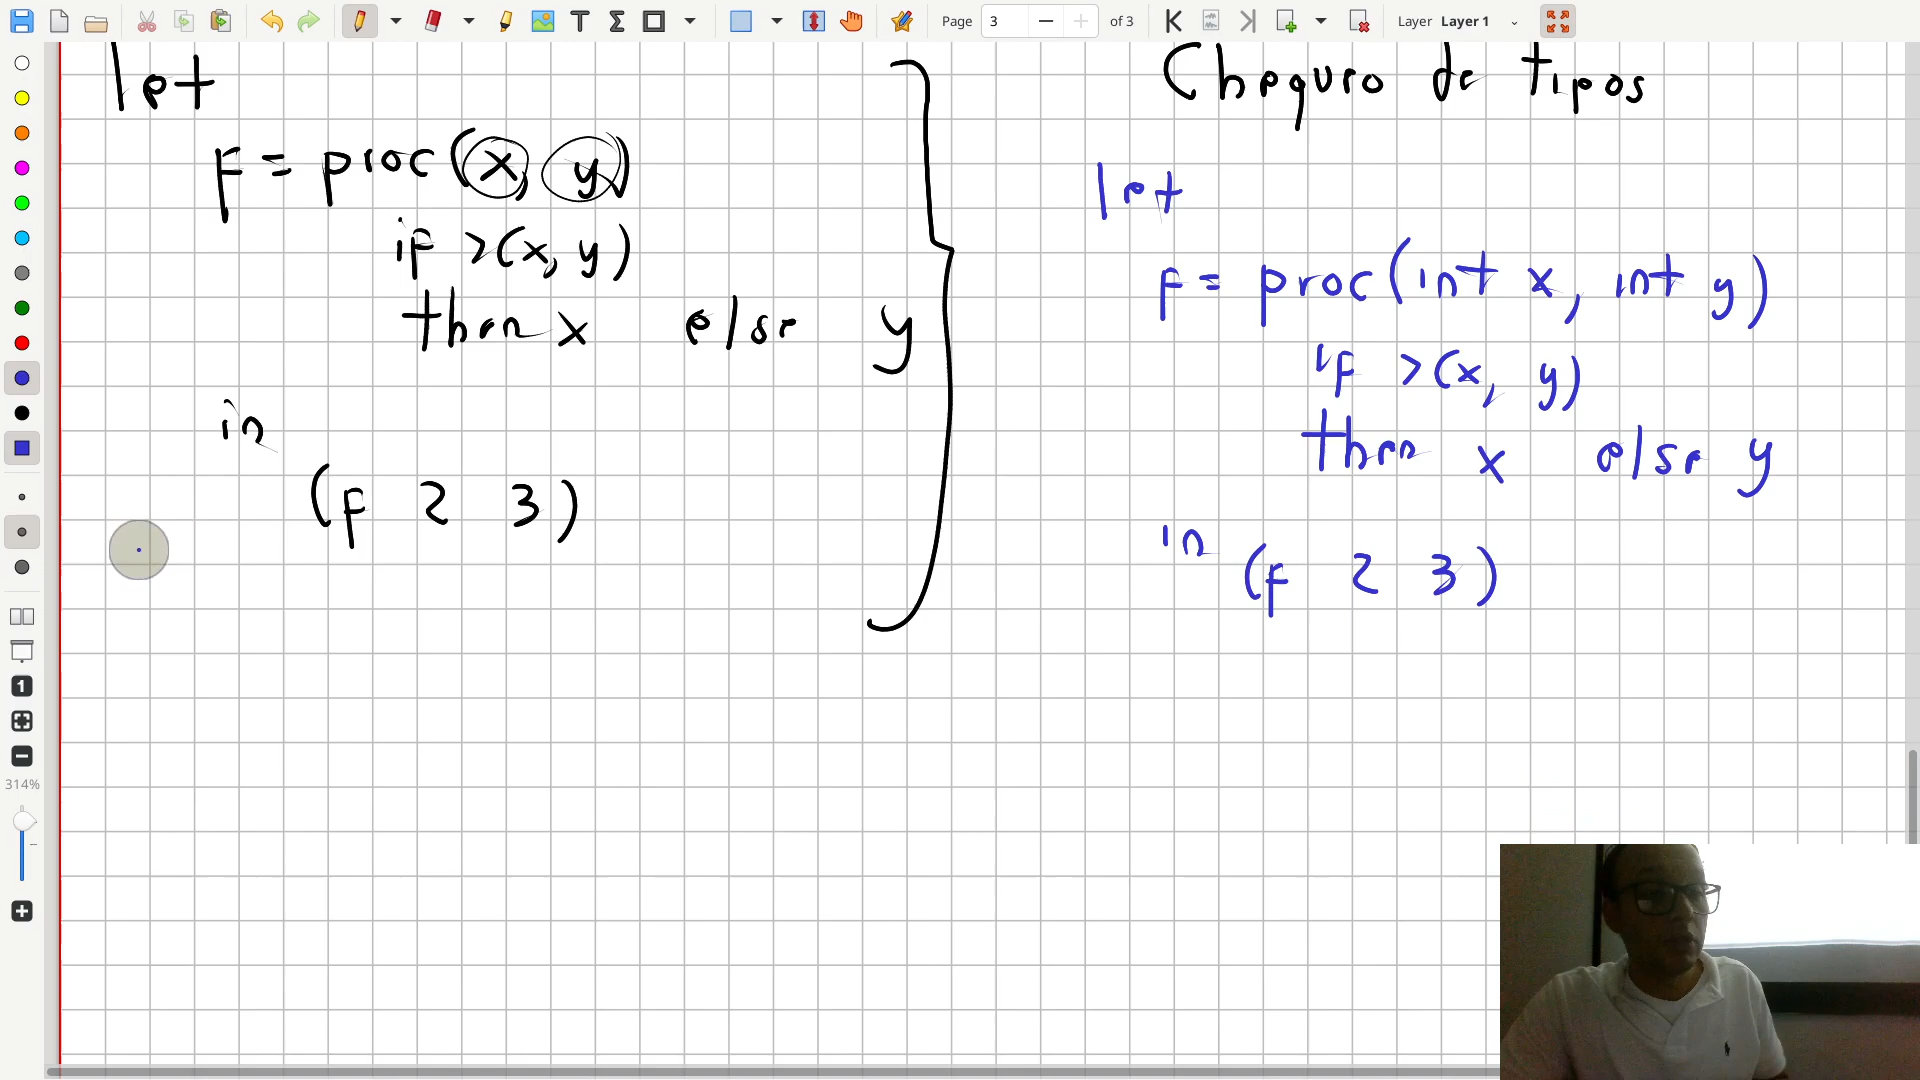 Page 3 of 3 Layer Layer 1
let
F = proc(x, y)
if >(x, y)
then x else y
in
(F 2 3)
Chequeo de tipos
let
F = proc(int x, int y)
if >(x, y)
then x else y
in (F 2 3)
1
314%